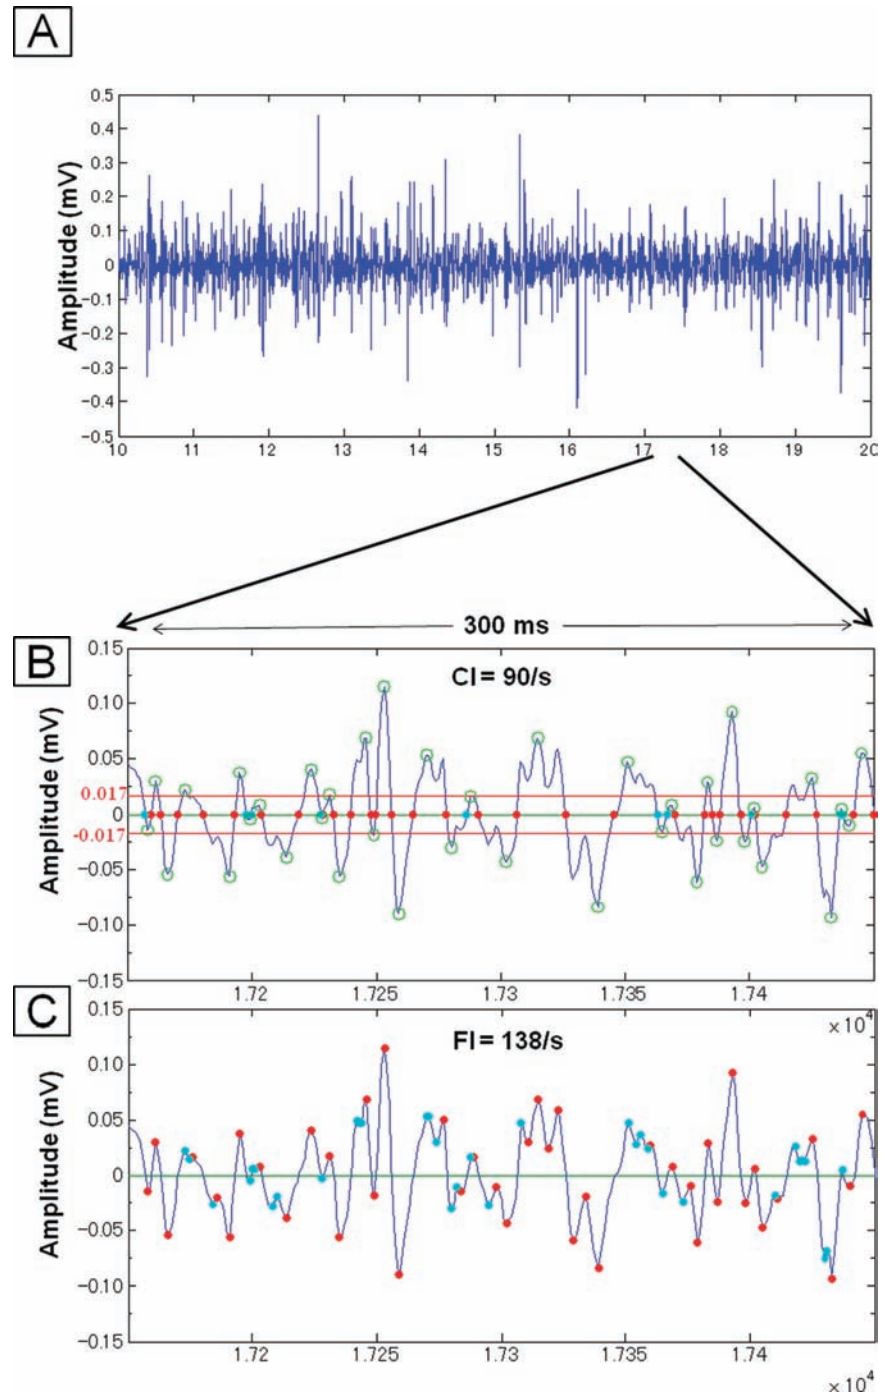 A
0.5
0.4
0.3
0.2
0.1
0
-0.1
-0.2
-0.3
-0.4
-0.5
Amplitude (mV)
10 11 12 13 14 15 16 17 18 19 20
300 ms
B
CI= 90/s
0.15
0.10
0.05
0.017
0
-0.017
-0.05
-0.10
-0.15
Amplitude (mV)
1.72 1.725 1.73 1.735 1.74
×10⁴
C
FI= 138/s
0.15
0.10
0.05
0
-0.05
-0.10
-0.15
Amplitude (mV)
1.72 1.725 1.73 1.735 1.74
×10⁴